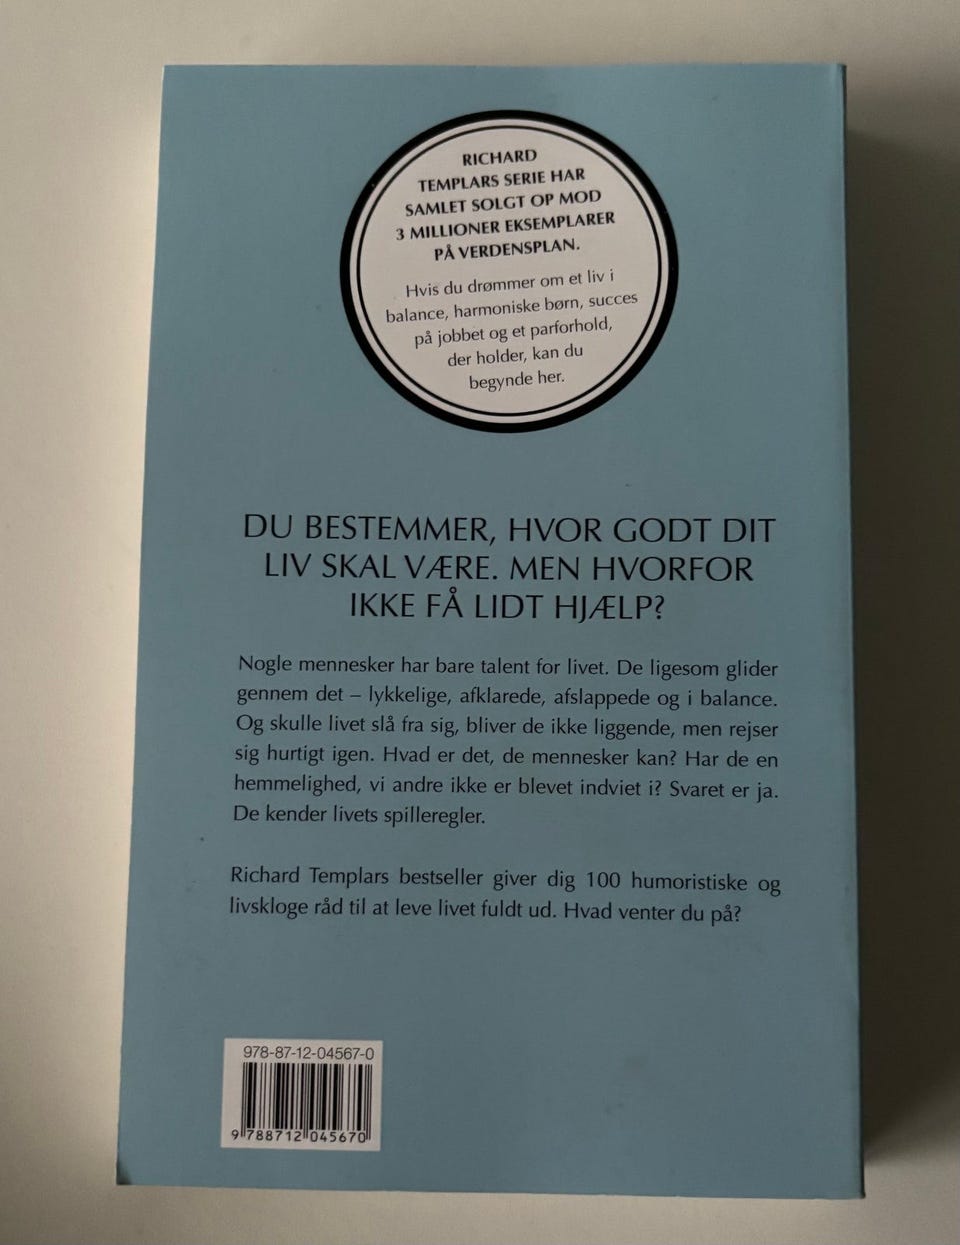 RICHARD
TEMPLARS SERIE HAR
SAMLET SOLGT OP MOD
3 MILLIONER EKSEMPLARER
PÅ VERDENSPLAN.
Hvis du drømmer om et liv i
balance, harmoniske børn, succes
på jobbet og et parforhold,
der holder, kan du
begynde her.
DU BESTEMMER, HVOR GODT DIT
LIV SKAL VÆRE. MEN HVORFOR
IKKE FÅ LIDT HJÆLP?
Nogle mennesker har bare talent for livet. De ligesom glider
gennem det – lykkelige, afklarede, afslappede og i balance.
Og skulle livet slå fra sig, bliver de ikke liggende, men rejser
sig hurtigt igen. Hvad er det, de mennesker kan? Har de en
hemmelighed, vi andre ikke er blevet indviet i? Svaret er ja.
De kender livets spilleregler.
Richard Templars bestseller giver dig 100 humoristiske og
livskloge råd til at leve livet fuldt ud. Hvad venter du på?
978-87-12-04567-0
9 788712 045670